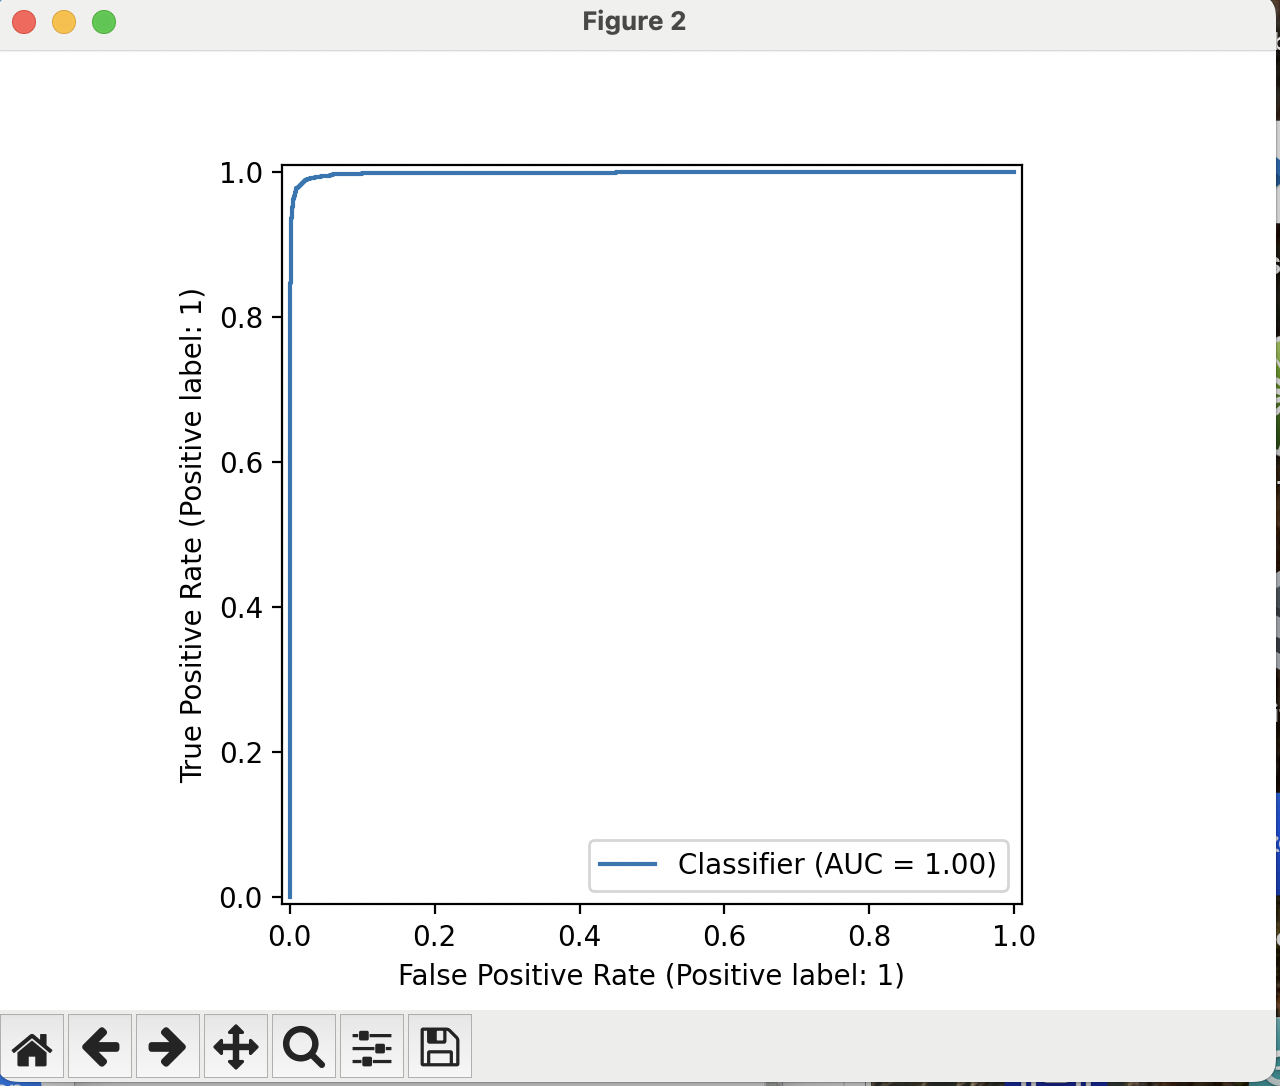 Figure 2
1.0
0.8
0.6
0.4
0.2
0.0
True Positive Rate (Positive label: 1)
Classifier (AUC = 1.00)
0.0 0.2 0.4 0.6 0.8 1.0
False Positive Rate (Positive label: 1)